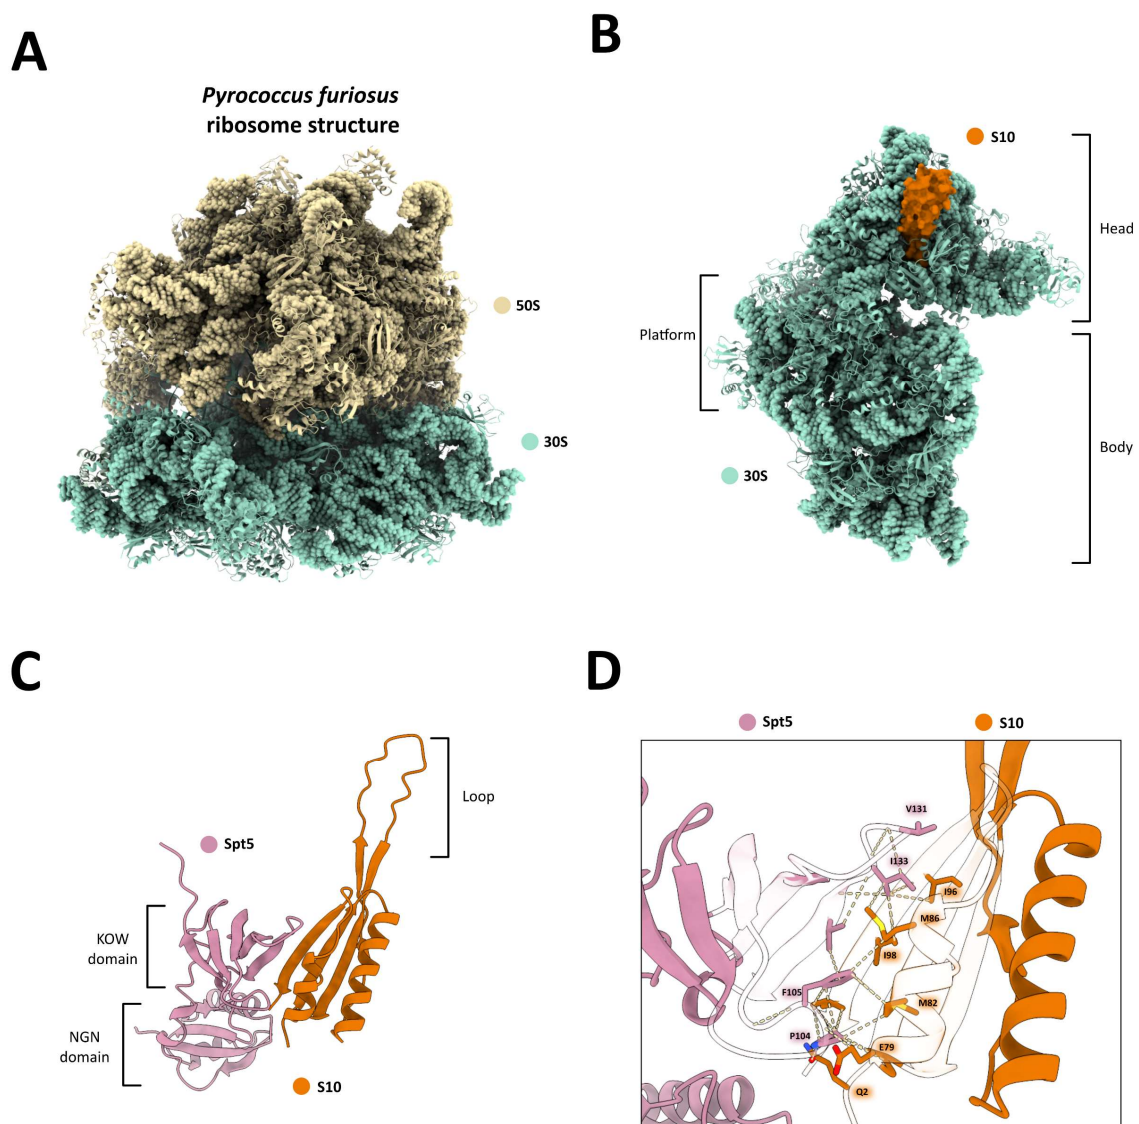 A
Pyrococcus furiosus
ribosome structure
50S
30S
B
S10
Head
Platform
Body
30S
C
Loop
Spt5
KOW
domain
NGN
domain
S10
D
Spt5
S10
V131
I133
I96
M86
I98
F105
M82
P104
E79
Q2